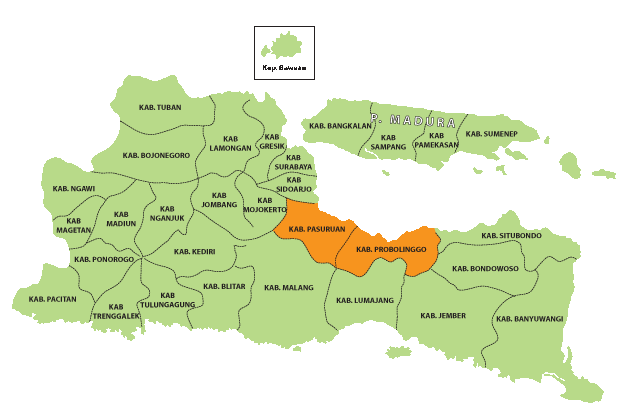 Kep. Bawean
KAB. TUBAN
P. MADURA
KAB. BANGKALAN
KAB
SAMPANG
KAB
PAMEKASAN
KAB. SUMENEP
KAB
LAMONGAN
KAB
GRESIK
KAB. BOJONEGORO
KAB
SURABAYA
KAB
SIDOARJO
KAB. NGAWI
KAB
MAGETAN
KAB
MADIUN
KAB
NGANJUK
KAB
JOMBANG
KAB
MOJOKERTO
KAB. PASURUAN
KAB. PROBOLINGGO
KAB. SITUBONDO
KAB. PONOROGO
KAB. KEDIRI
KAB. BONDOWOSO
KAB. PACITAN
KAB
TRENGGALEK
KAB
TULUNGAGUNG
KAB. BLITAR
KAB. MALANG
KAB. LUMAJANG
KAB. JEMBER
KAB. BANYUWANGI